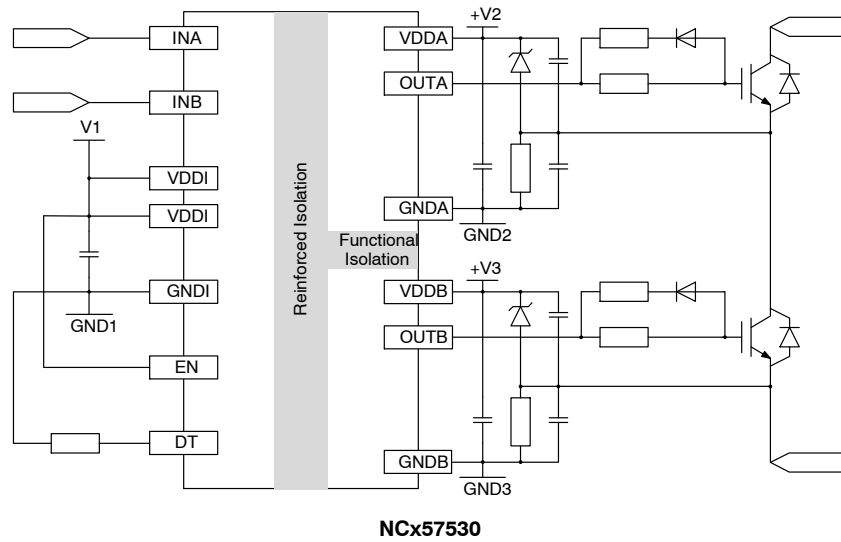 +V2
INA
VDDA
OUTA
INB
V1
VDDI
VDDI
GNDA
GND2
Reinforced Isolation
Functional
Isolation
+V3
GNDI
VDDB
GND1
OUTB
EN
DT
GNDB
GND3
NCx57530